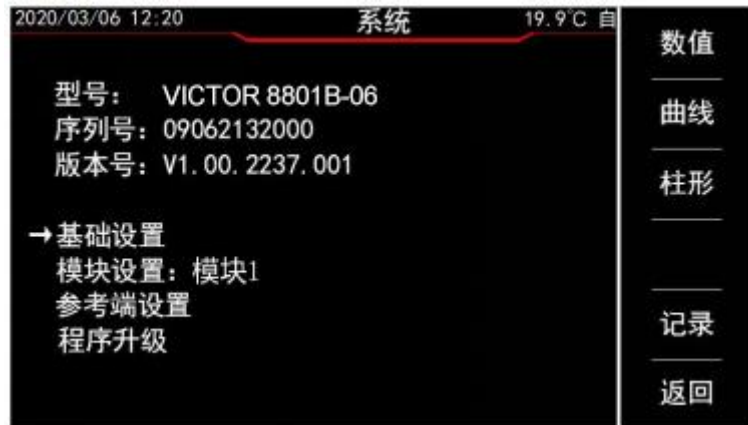 2020/03/06 12:20 系统 19.9℃ 自
型号： VICTOR 8801B-06
序列号：09062132000
版本号：V1.00.2237.001
→基础设置
模块设置：模块1
参考端设置
程序升级
数值
曲线
柱形
记录
返回